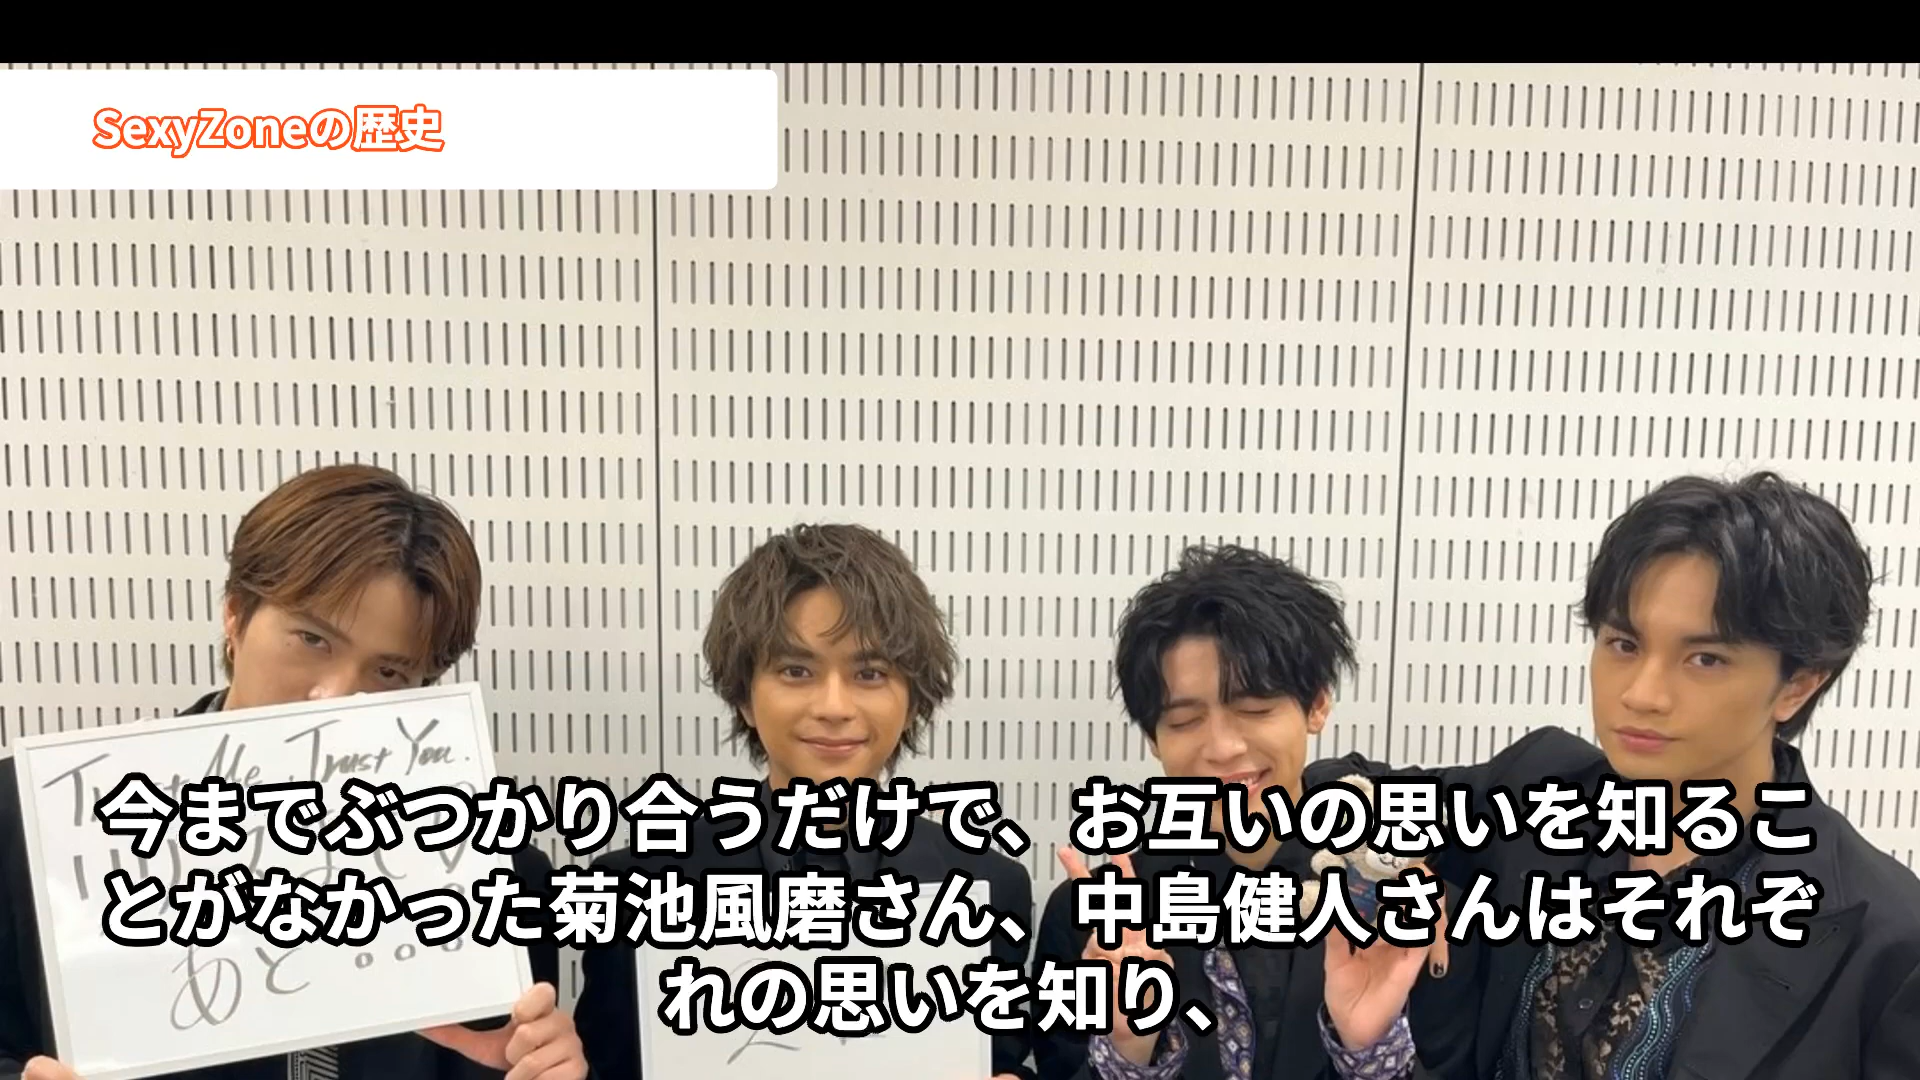 SexyZoneの歴史
Trust Me, Trust You.
今までぶつかり合うだけで、お互いの思いを知るこ
とがなかった菊池風磨さん、中島健人さんはそれぞ
れの思いを知り、
あと...